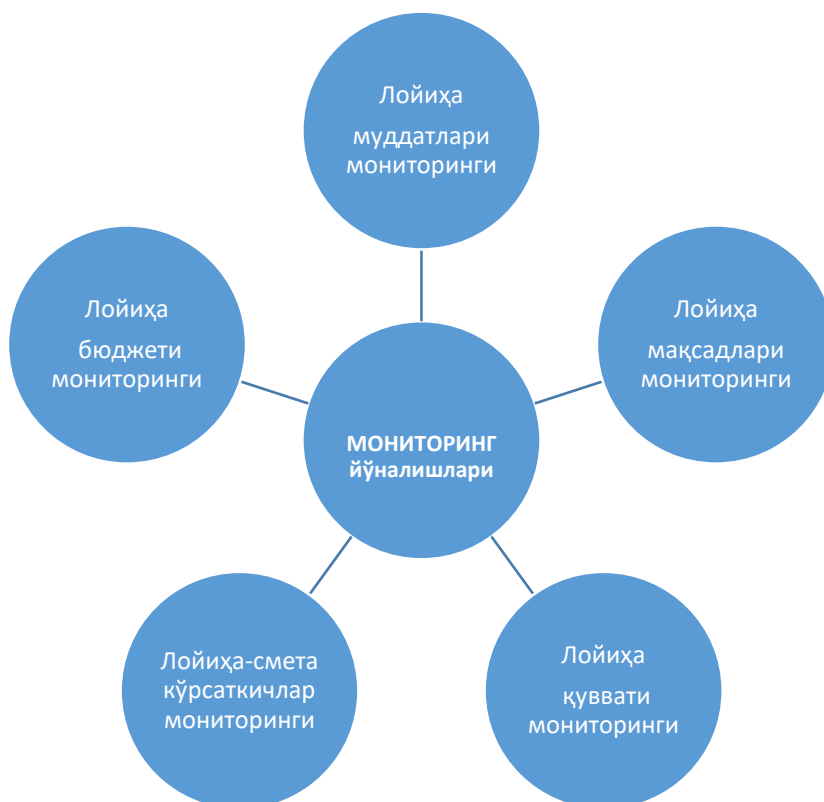 Лойиҳа
муддатлари
мониторинги
Лойиҳа
бюджети
мониторинги
Лойиҳа
мақсадлари
мониторинги
МОНИТОРИНГ
йўналишлари
Лойиҳа-смета
кўрсаткичлар
мониторинги
Лойиҳа
қуввати
мониторинги